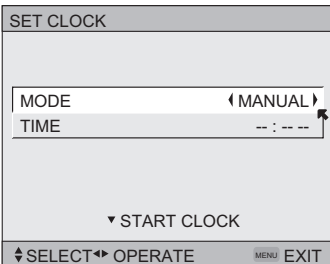 SET CLOCK
MODE MANUAL
TIME -- : -- --
START CLOCK
SELECT OPERATE MENU EXIT